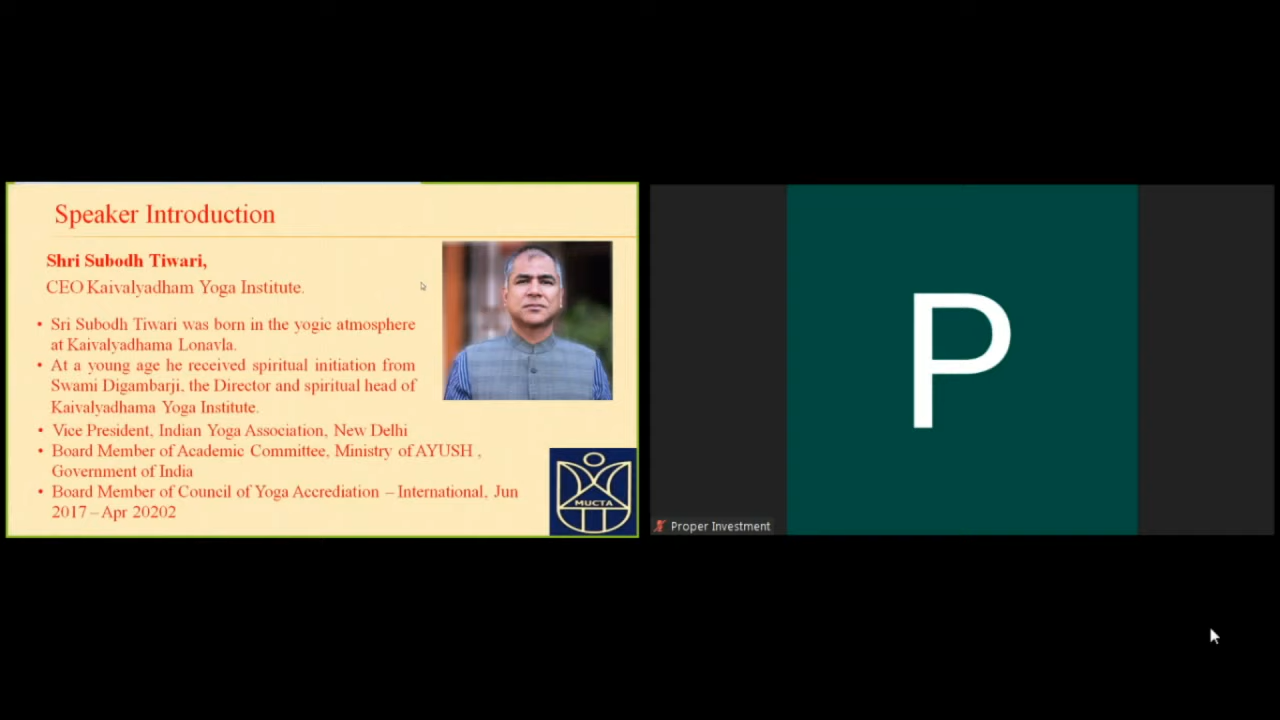 Speaker Introduction
Shri Subodh Tiwari,
CEO Kaivalyadham Yoga Institute.
• Sri Subodh Tiwari was born in the yogic atmosphere
at Kaivalyadhama Lonavla.
• At a young age he received spiritual initiation from
Swami Digambarji, the Director and spiritual head of
Kaivalyadhama Yoga Institute.
• Vice President, Indian Yoga Association, New Delhi
• Board Member of Academic Committee, Ministry of AYUSH ,
Government of India
• Board Member of Council of Yoga Accrediation – International, Jun
2017 – Apr 20202
MUCTA
P
Proper Investment